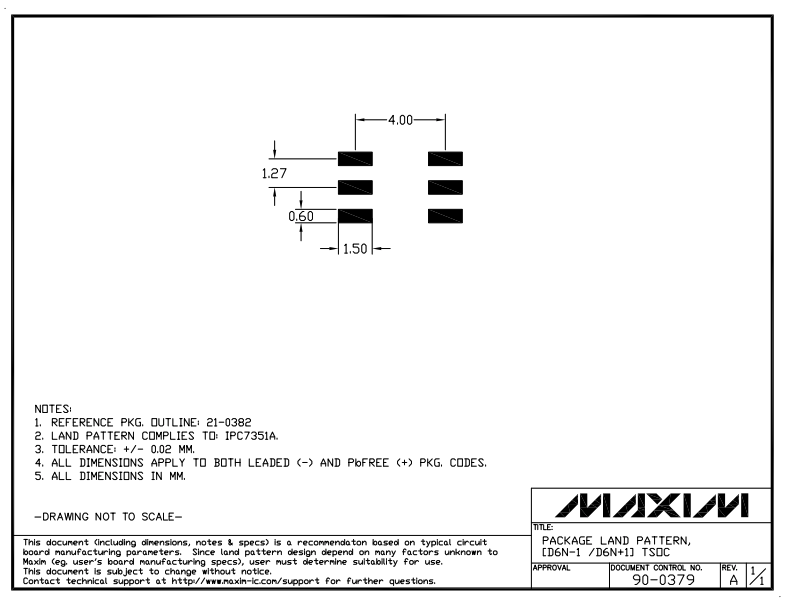 4.00
1.27
0.60
1.50
NOTES:
1. REFERENCE PKG. OUTLINE: 21-0382
2. LAND PATTERN COMPLIES TO: IPC7351A.
3. TOLERANCE: +/- 0.02 MM.
4. ALL DIMENSIONS APPLY TO BOTH LEADED (-) AND PbFREE (+) PKG. CODES.
5. ALL DIMENSIONS IN MM.
-DRAWING NOT TO SCALE-
This document (including dimensions, notes & specs) is a recommendaton based on typical circuit
board manufacturing parameters. Since land pattern design depend on many factors unknown to
Maxim (eg. user's board manufacturing specs), user must determine suitability for use.
This document is subject to change without notice.
Contact technical support at http://www.maxim-ic.com/support for further questions.
MAXIM
TITLE:
PACKAGE LAND PATTERN,
[D6N-1 /D6N+1] TSOC
APPROVAL
DOCUMENT CONTROL NO.
90-0379
REV.
A
1/1